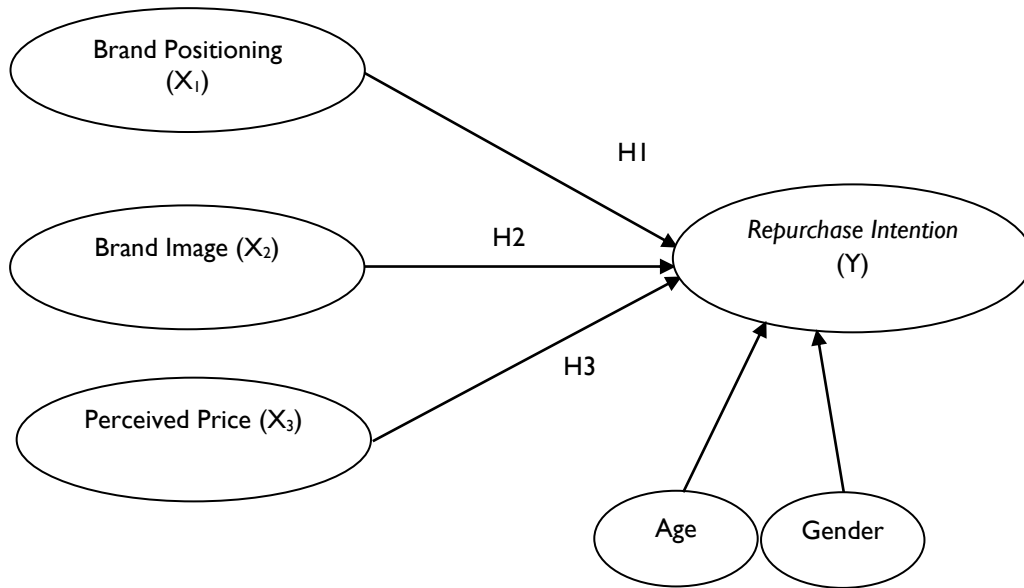 Brand Positioning
(X₁)
H1
Brand Image (X₂)
H2
Repurchase Intention
(Y)
H3
Perceived Price (X₃)
Age
Gender